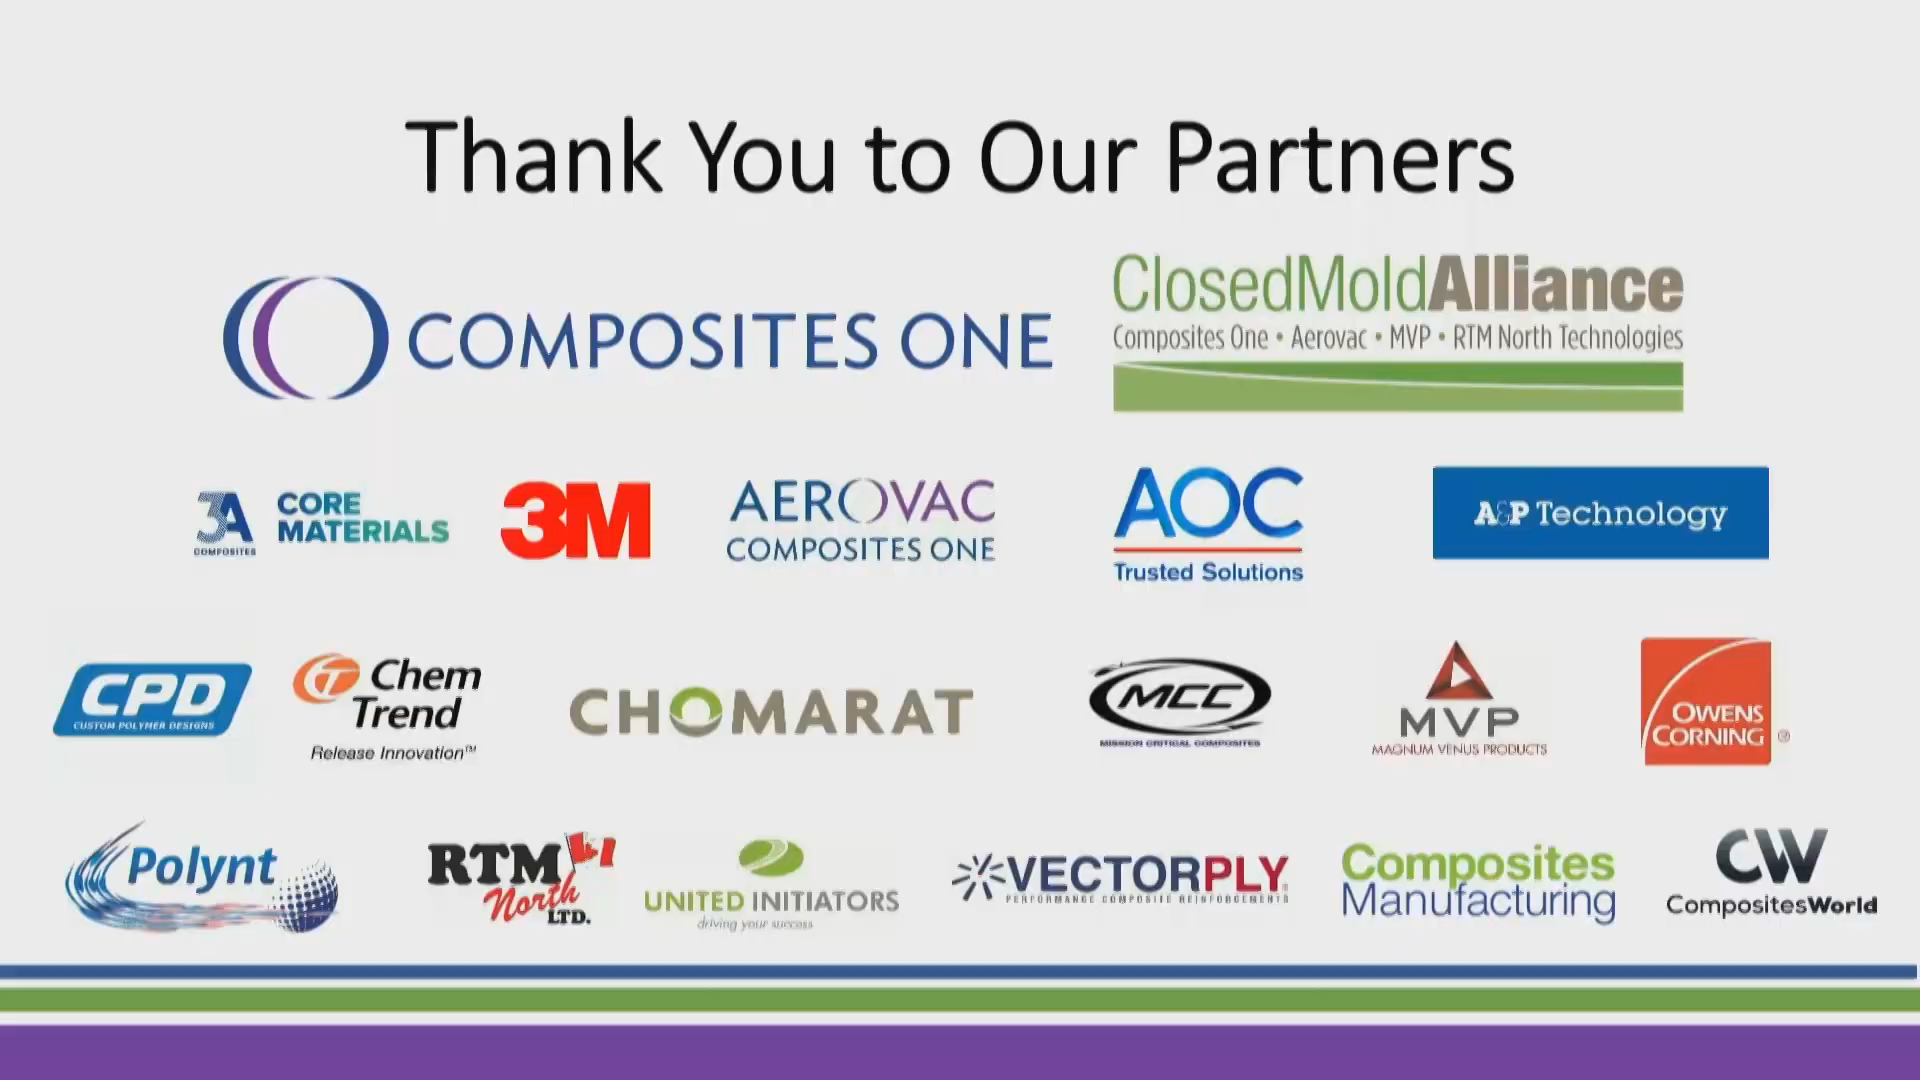 Thank You to Our Partners
COMPOSITES ONE
ClosedMoldAlliance
Composites One • Aerovac • MVP • RTM North Technologies
3A
COMPOSITES
CORE
MATERIALS
3M
AEROVAC
COMPOSITES ONE
AOC
Trusted Solutions
A&P Technology
CPD
CUSTOM POLYMER DESIGNS
CT
Chem
Trend
Release Innovation™
CHOMARAT
MCC
MISSION CRITICAL COMPOSITES
MVP
MAGNUM VENUS PRODUCTS
OWENS
CORNING ®
Polynt
RTM
North
LTD.
UNITED INITIATORS
driving your success
VECTORPLY
PERFORMANCE COMPOSITE REINFORCEMENTS
Composites
Manufacturing
CW
CompositesWorld